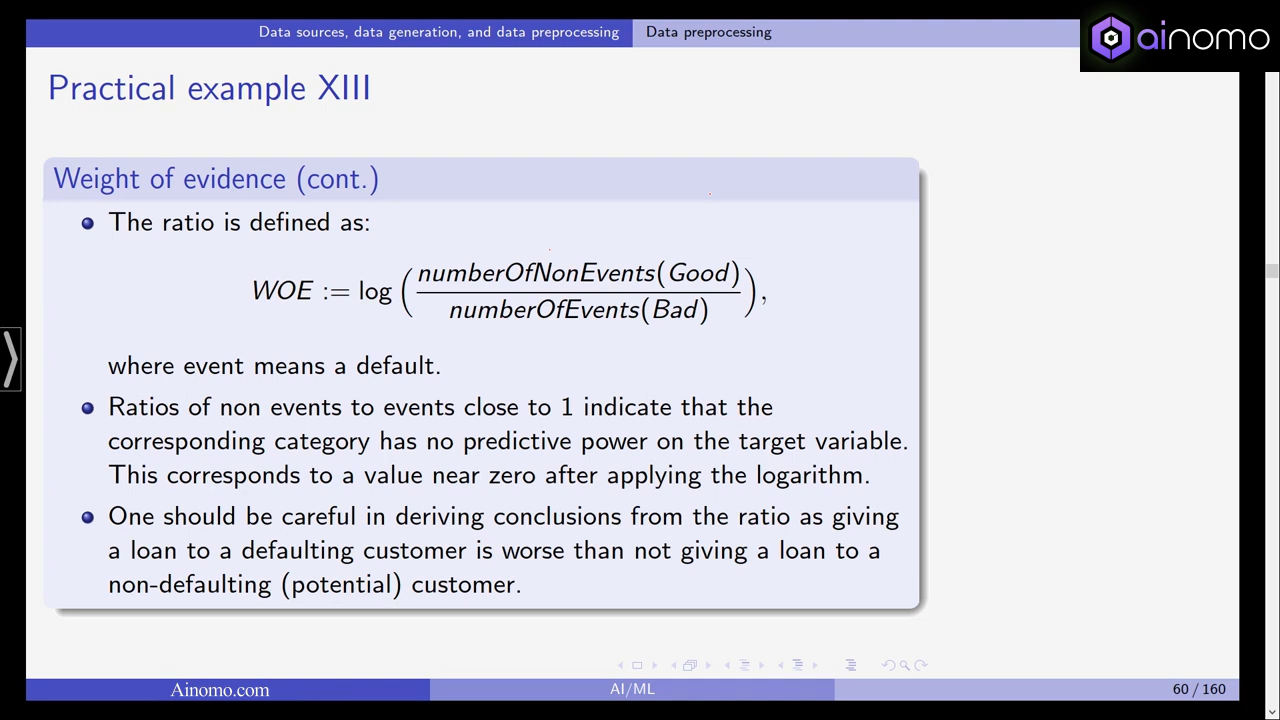 Data sources, data generation, and data preprocessing Data preprocessing
ainomo
Practical example XIII
Weight of evidence (cont.)
The ratio is defined as:
WOE := log ( numberOfNonEvents(Good)
numberOfEvents(Bad) ),
where event means a default.
Ratios of non events to events close to 1 indicate that the
corresponding category has no predictive power on the target variable.
This corresponds to a value near zero after applying the logarithm.
One should be careful in deriving conclusions from the ratio as giving
a loan to a defaulting customer is worse than not giving a loan to a
non-defaulting (potential) customer.
Ainomo.com AI/ML 60 / 160